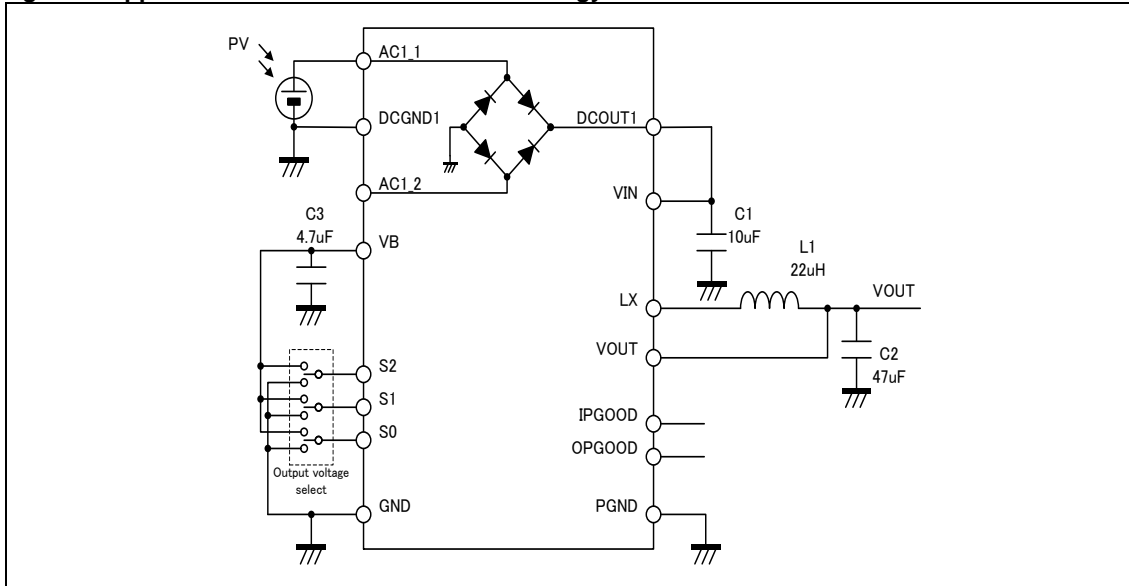 PV
AC1_1
DCGND1
DCOUT1
AC1_2
VIN
C3
4.7uF
C1
10uF
VB
L1
22uH
LX
VOUT
VOUT
C2
47uF
S2
S1
S0
IPGOOD
OPGOOD
Output voltage
select
GND
PGND